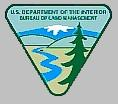 U.S. DEPARTMENT OF THE INTERIOR
BUREAU OF LAND MANAGEMENT